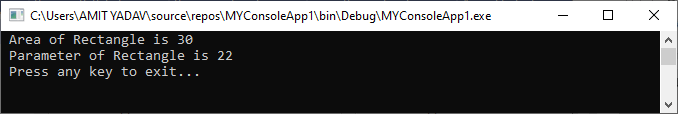 C:\Users\AMIT YADAV\source\repos\MYConsoleApp1\bin\Debug\MYConsoleApp1.exe
Area of Rectangle is 30
Parameter of Rectangle is 22
Press any key to exit...